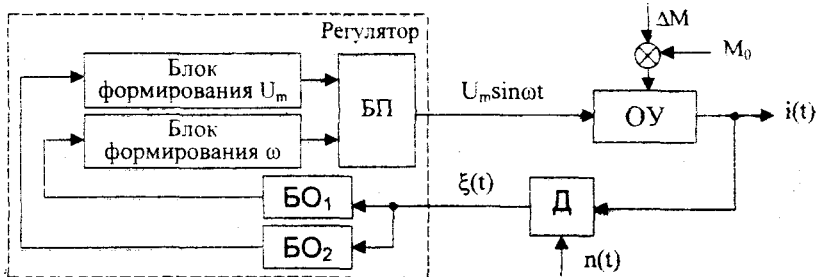 Регулятор
ΔM
M₀
Блок
формирования Uₘ
Блок
формирования ω
БП
Uₘsinωt
ОУ
i(t)
БО₁
БО₂
ξ(t)
Д
n(t)